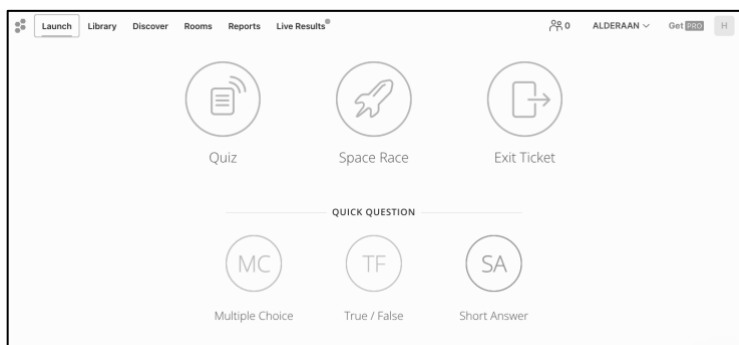 Launch Library Discover Rooms Reports Live Results 0 ALDERAAN Get PRO H
Quiz Space Race Exit Ticket
QUICK QUESTION
MC TF SA
Multiple Choice True / False Short Answer